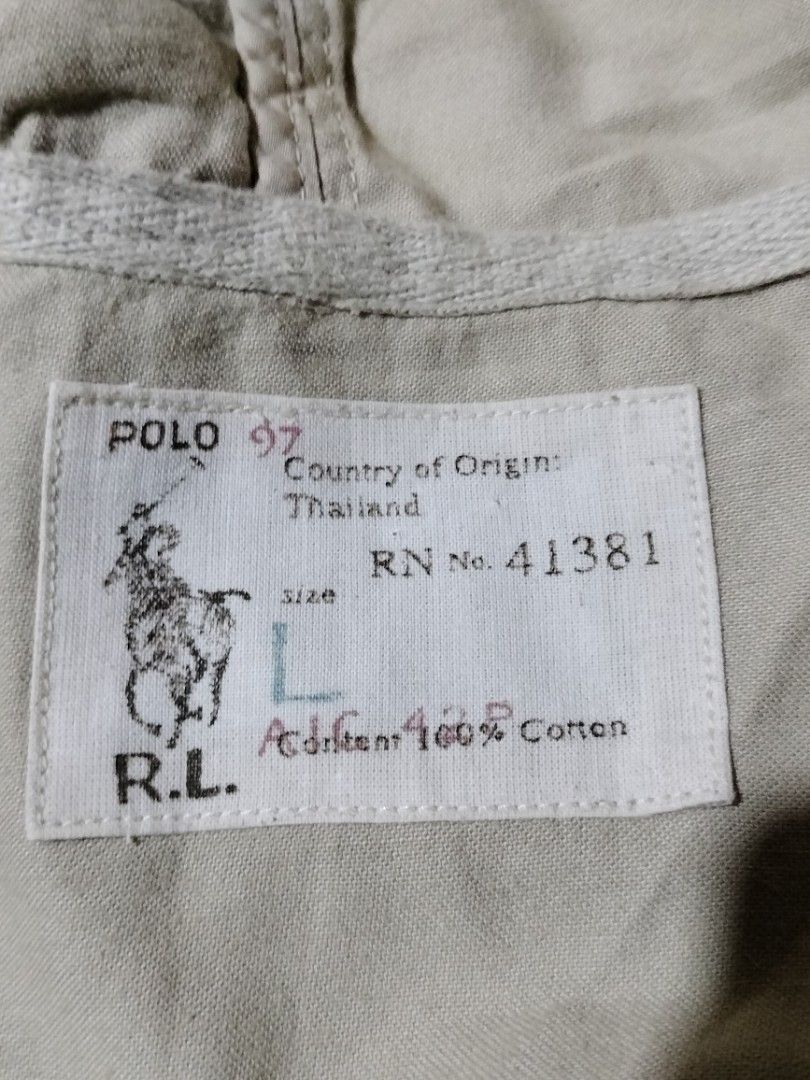 POLO 97
Country of Origin:
Thailand
RN No. 41381
size
L
Content 100% Cotton
R.L.